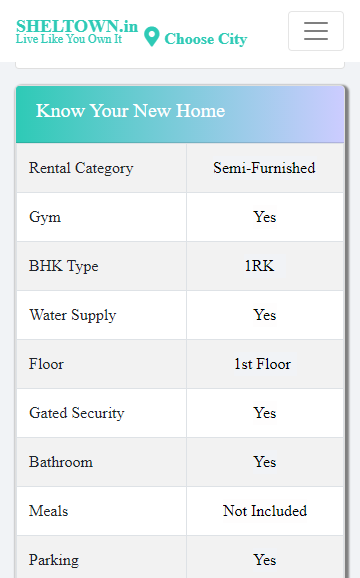 SHELTOWN.in
Live Like You Own It
Choose City
Know Your New Home
Rental Category Semi-Furnished
Gym Yes
BHK Type 1RK
Water Supply Yes
Floor 1st Floor
Gated Security Yes
Bathroom Yes
Meals Not Included
Parking Yes